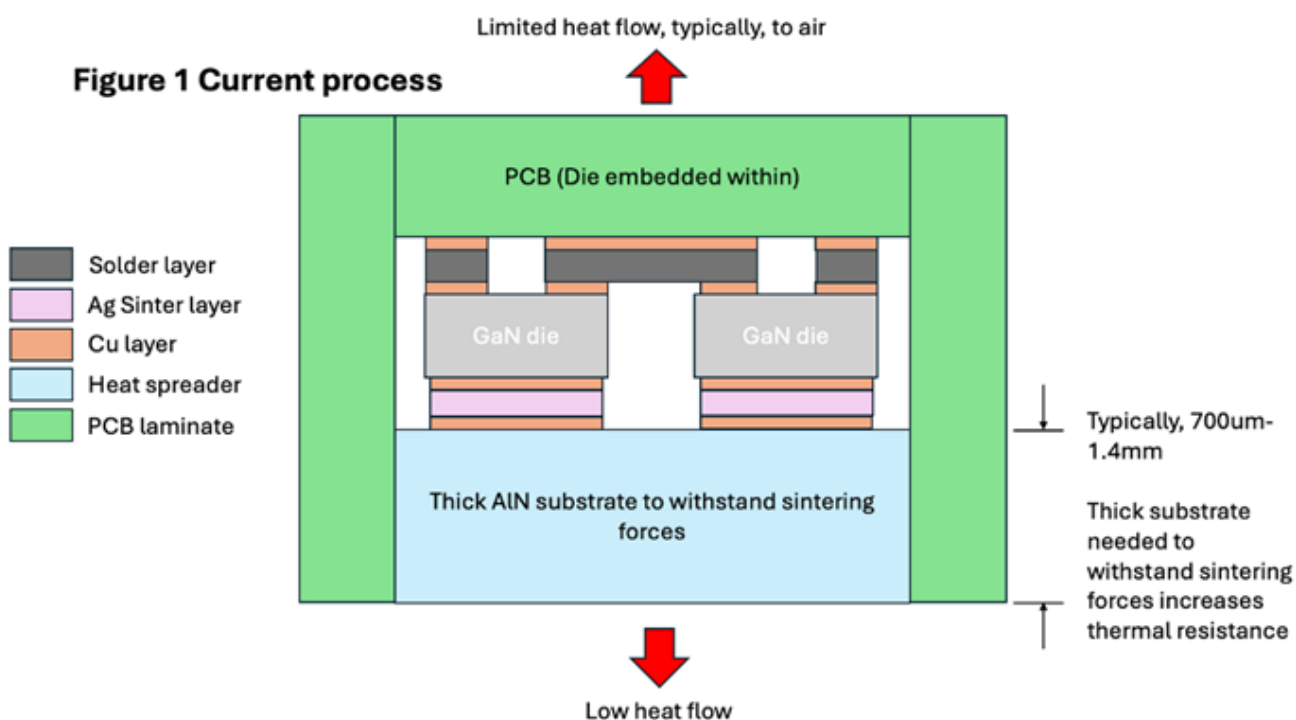 Limited heat flow, typically, to air
Figure 1 Current process
PCB (Die embedded within)
Solder layer
Ag Sinter layer
Cu layer
Heat spreader
PCB laminate
GaN die
GaN die
Typically, 700um-
1.4mm
Thick AlN substrate to withstand sintering
forces
Thick substrate
needed to
withstand sintering
forces increases
thermal resistance
Low heat flow